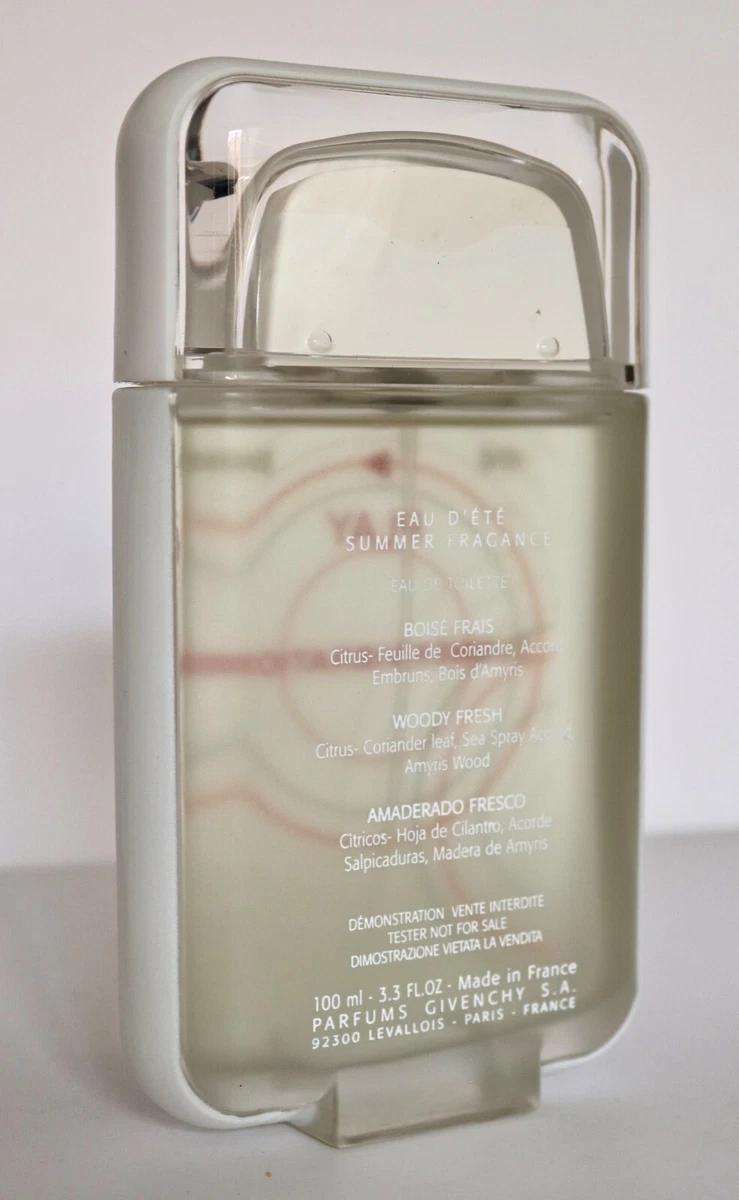 EAU D'ÉTÉ
SUMMER FRAGANCE
EAU DE TOILETTE
BOISÉ FRAIS
Citrus- Feuille de Coriandre, Accord
Embruns, Bois d'Amyris
WOODY FRESH
Citrus- Coriander leaf, Sea Spray Accord,
Amyris Wood
AMADERADO FRESCO
Citricos- Hoja de Cilantro, Acorde
Salpicaduras, Madera de Amyris
DÉMONSTRATION VENTE INTERDITE
TESTER NOT FOR SALE
DIMOSTRAZIONE VIETATA LA VENDITA
100 ml - 3.3 FL.OZ - Made in France
PARFUMS GIVENCHY S.A.
92300 LEVALLOIS - PARIS - FRANCE